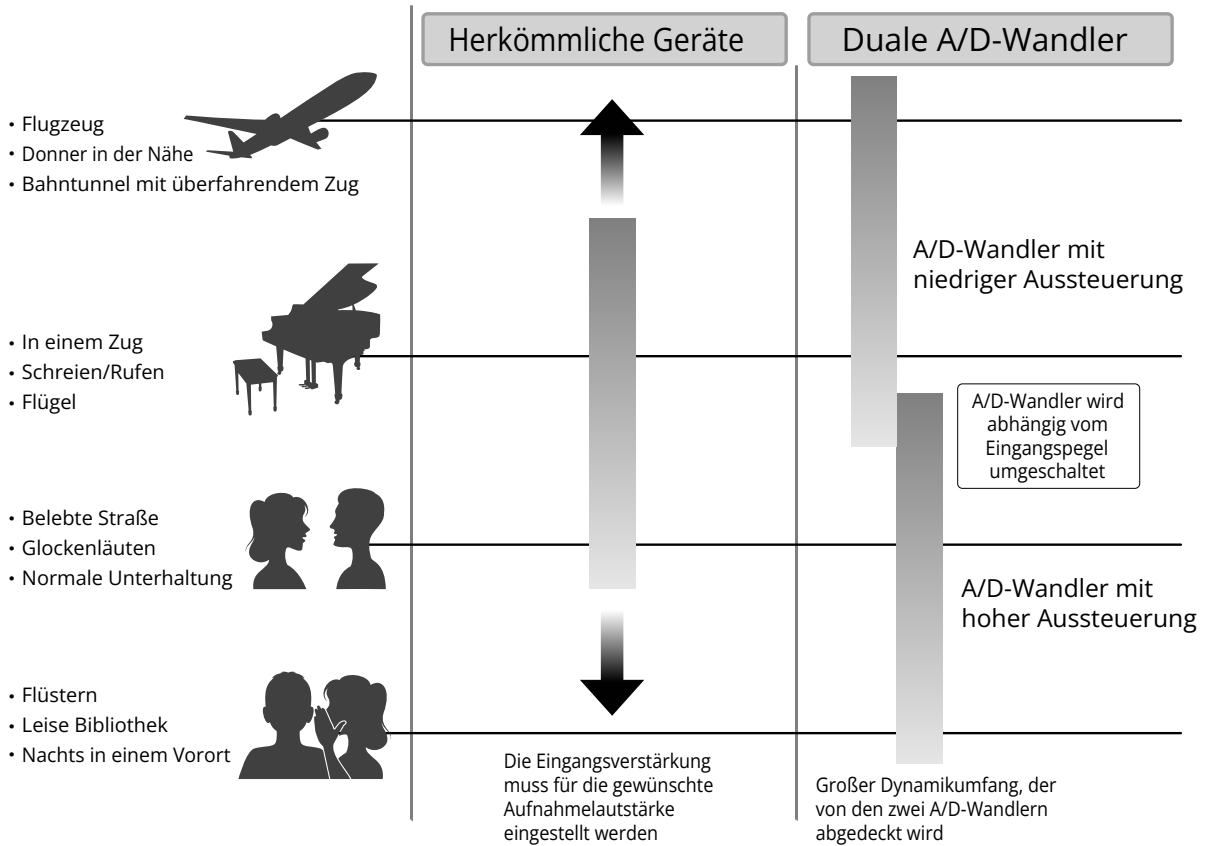 Herkömmliche Geräte
Duale A/D-Wandler
• Flugzeug
• Donner in der Nähe
• Bahntunnel mit überfahrendem Zug
A/D-Wandler mit
niedriger Aussteuerung
• In einem Zug
• Schreien/Rufen
• Flügel
A/D-Wandler wird
abhängig vom
Eingangspegel
umgeschaltet
• Belebte Straße
• Glockenläuten
• Normale Unterhaltung
A/D-Wandler mit
hoher Aussteuerung
• Flüstern
• Leise Bibliothek
• Nachts in einem Vorort
Die Eingangsverstärkung
muss für die gewünschte
Aufnahmelautstärke
eingestellt werden
Großer Dynamikumfang, der
von den zwei A/D-Wandlern
abgedeckt wird